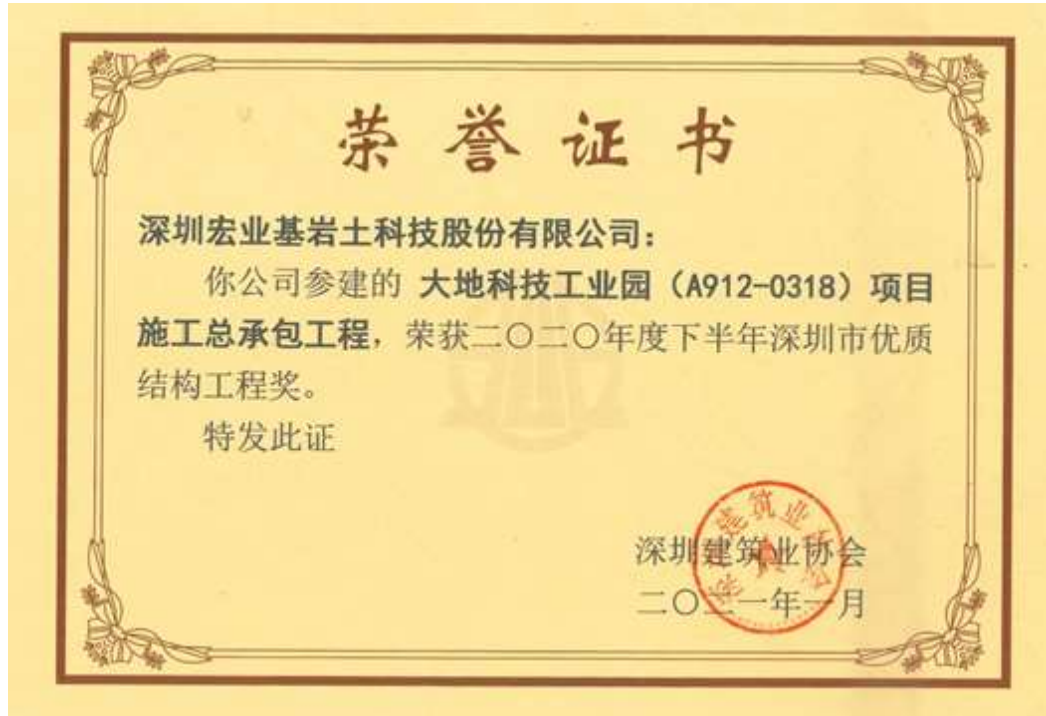 荣誉证书
深圳宏业基岩土科技股份有限公司：
你公司参建的 大地科技工业园（A912-0318）项目
施工总承包工程，荣获二〇二〇年度下半年深圳市优质
结构工程奖。
特发此证
深圳建筑业协会
二〇二一年一月